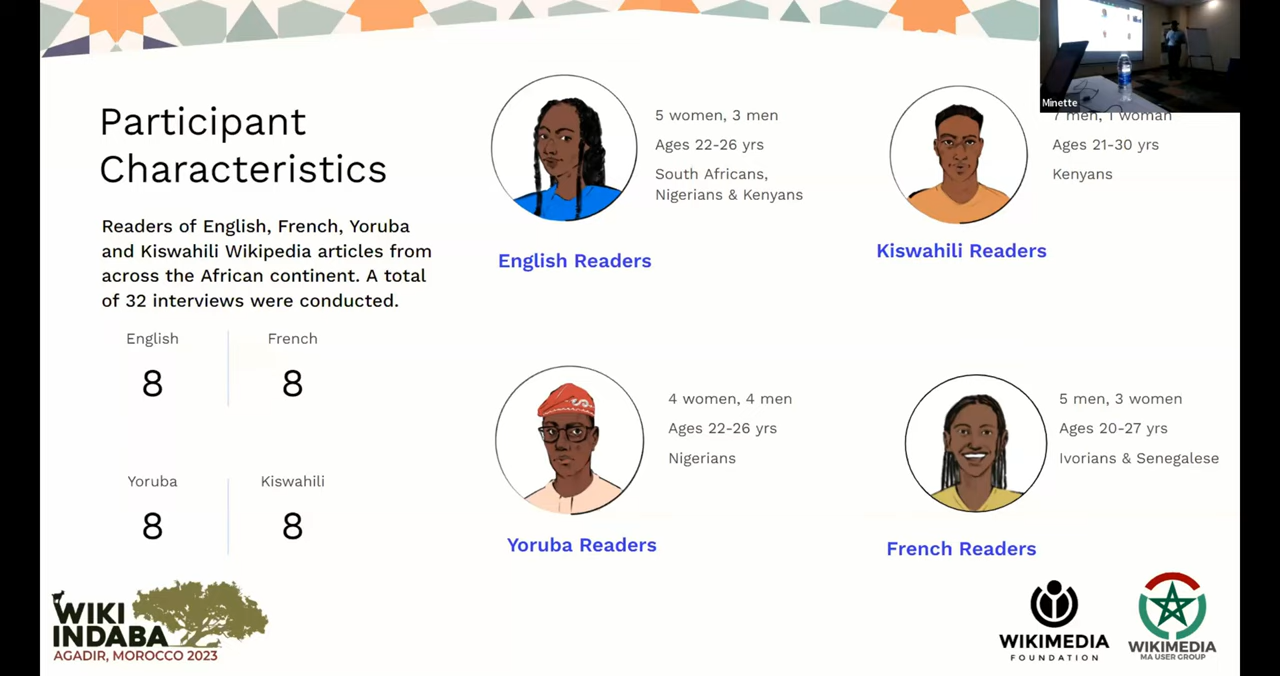 Participant
Characteristics
Readers of English, French, Yoruba
and Kiswahili Wikipedia articles from
across the African continent. A total
of 32 interviews were conducted.
English
French
8
8
Yoruba
Kiswahili
8
8
5 women, 3 men
Ages 22-26 yrs
South Africans,
Nigerians & Kenyans
English Readers
7 men, 1 woman
Ages 21-30 yrs
Kenyans
Kiswahili Readers
4 women, 4 men
Ages 22-26 yrs
Nigerians
Yoruba Readers
5 men, 3 women
Ages 20-27 yrs
Ivorians & Senegalese
French Readers
Minette
WIKI
INDABA
AGADIR, MOROCCO 2023
WIKIMEDIA
FOUNDATION
WIKIMEDIA
MA USER GROUP